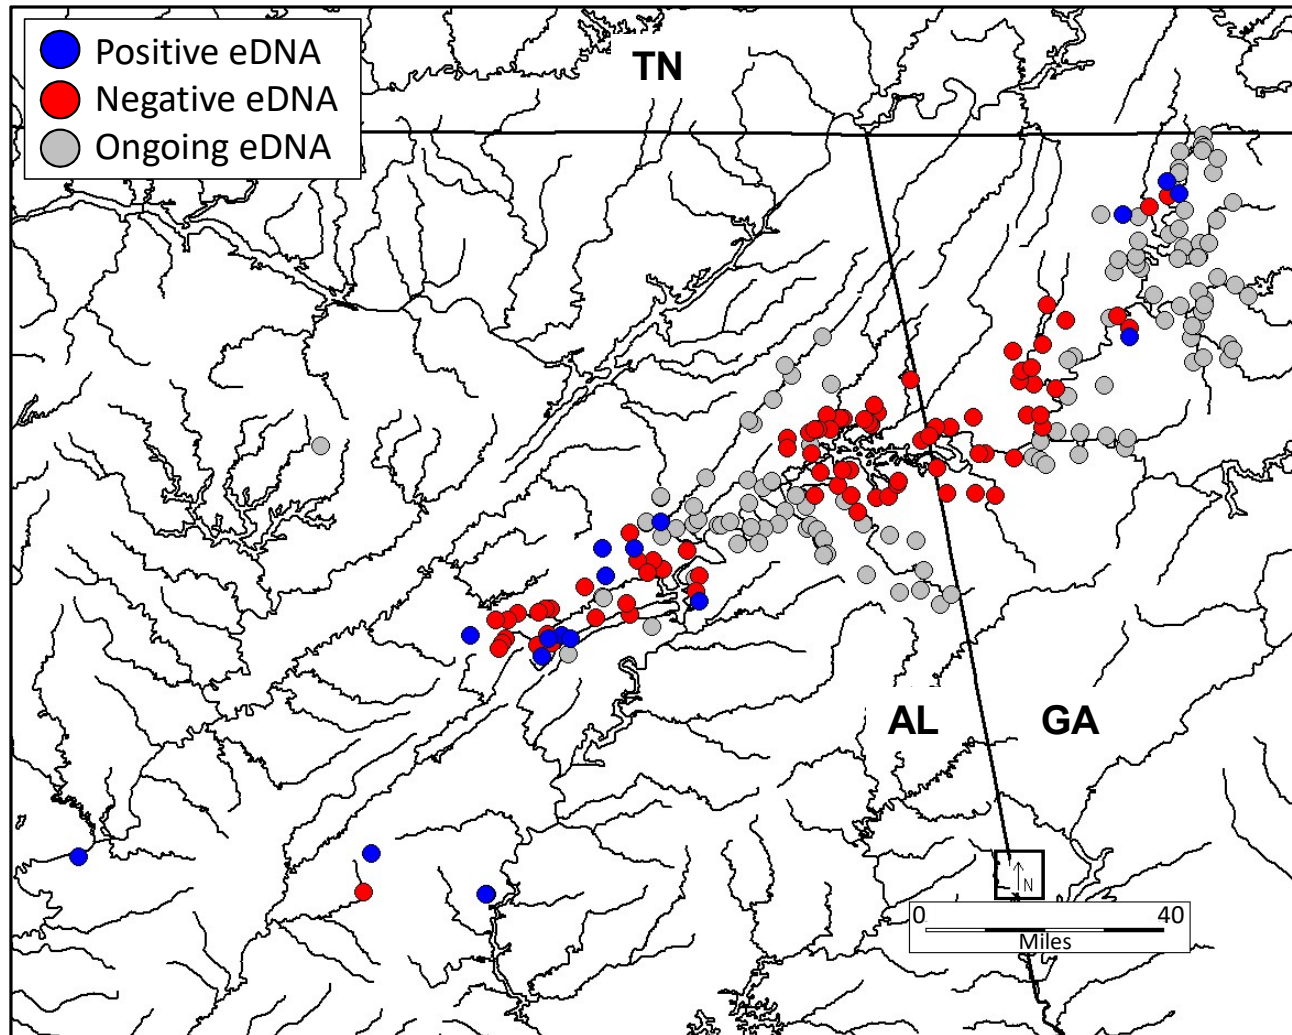 Positive eDNA
Negative eDNA
Ongoing eDNA
TN
AL
GA
N
0 40
Miles